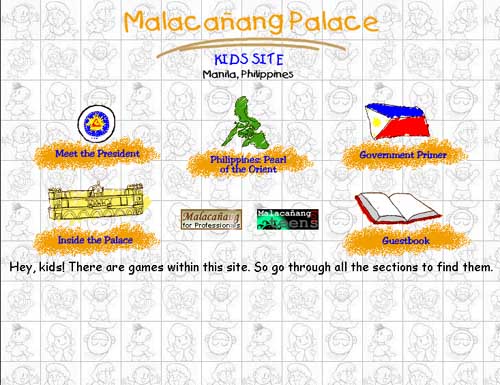 Malacañang Palace
KIDS SITE
Manila, Philippines
Meet the President
Philippines: Pearl
of the Orient
Government Primer
Inside the Palace
Malacañang
for Professionals
Malacañang
teens
Guestbook
Hey, kids! There are games within this site. So go through all the sections to find them.